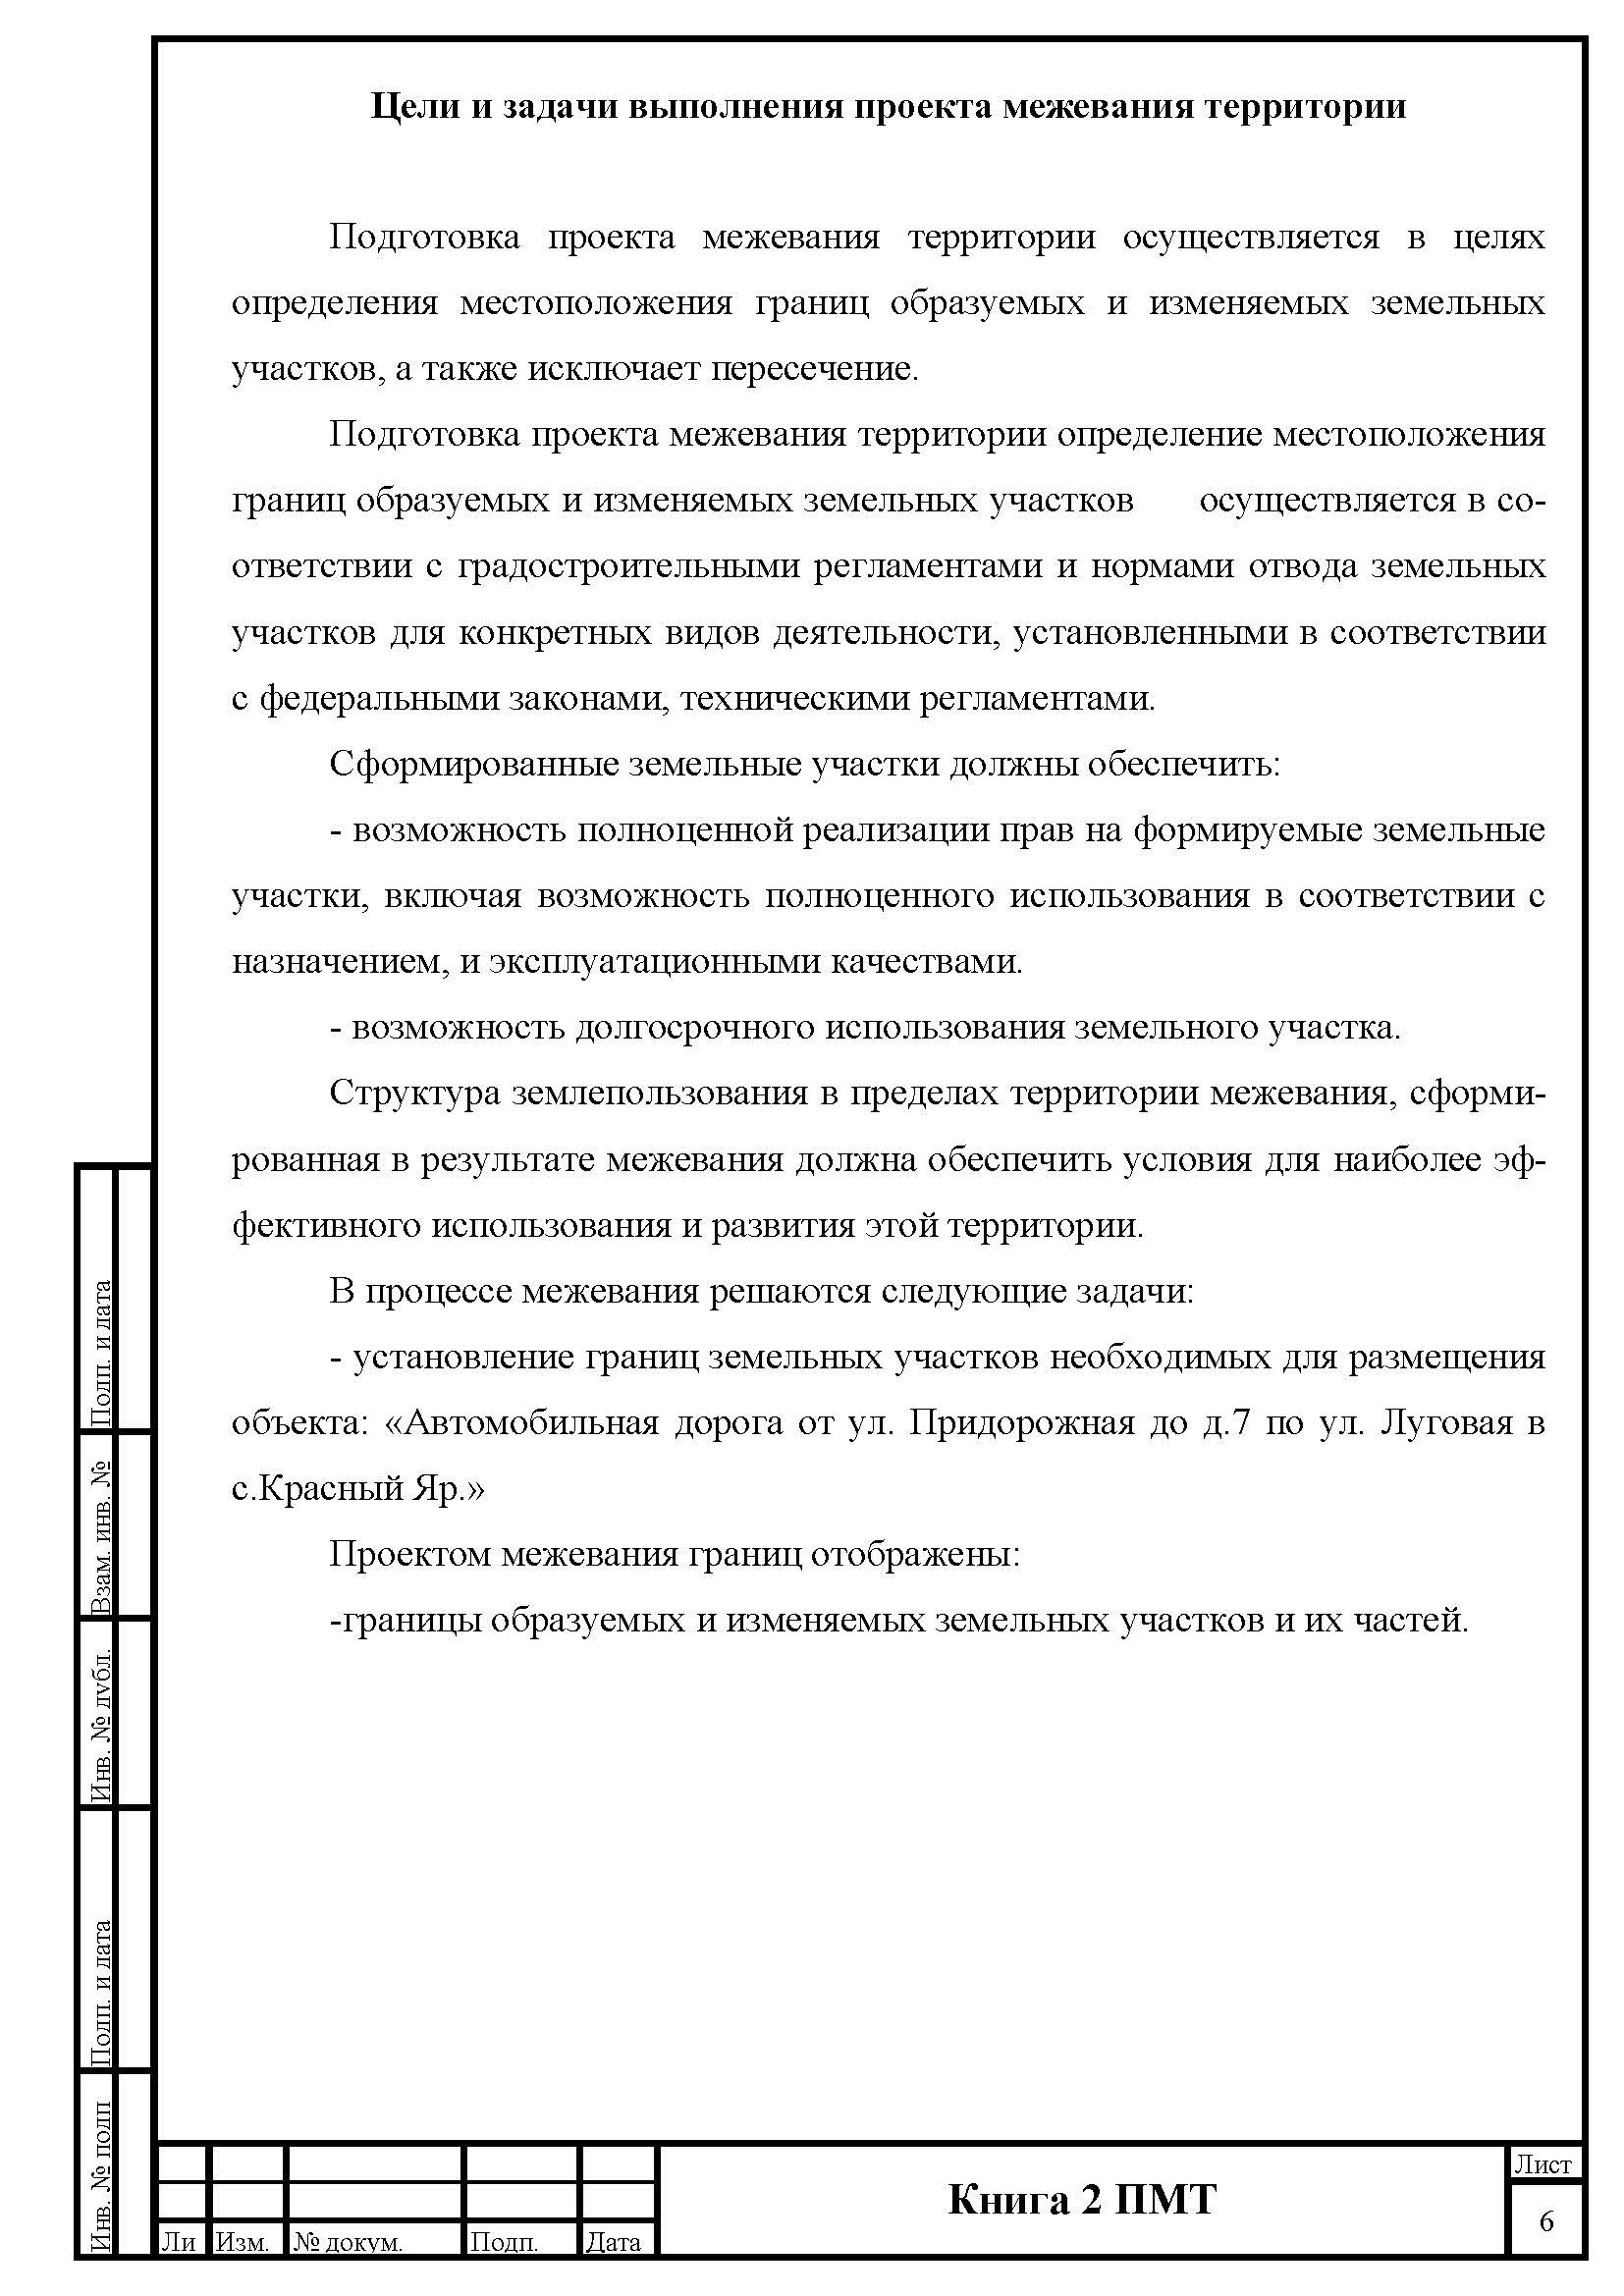 Цели и задачи выполнения проекта межевания территории
Подготовка проекта межевания территории осуществляется в целях
определения местоположения границ образуемых и изменяемых земельных
участков, а также исключает пересечение.
Подготовка проекта межевания территории определение местоположения
границ образуемых и изменяемых земельных участков осуществляется в со-
ответствии с градостроительными регламентами и нормами отвода земельных
участков для конкретных видов деятельности, установленными в соответствии
с федеральными законами, техническими регламентами.
Сформированные земельные участки должны обеспечить:
- возможность полноценной реализации прав на формируемые земельные
участки, включая возможность полноценного использования в соответствии с
назначением, и эксплуатационными качествами.
- возможность долгосрочного использования земельного участка.
Структура землепользования в пределах территории межевания, сформи-
рованная в результате межевания должна обеспечить условия для наиболее эф-
фективного использования и развития этой территории.
В процессе межевания решаются следующие задачи:
- установление границ земельных участков необходимых для размещения
объекта: «Автомобильная дорога от ул. Придорожная до д.7 по ул. Луговая в
с.Красный Яр.»
Проектом межевания границ отображены:
-границы образуемых и изменяемых земельных участков и их частей.
Подп. и дата
Взам. инв. №
Инв. № дубл.
Подп. и дата
Инв. № подп
Ли Изм. № докум. Подп. Дата
Книга 2 ПМТ
Лист
6